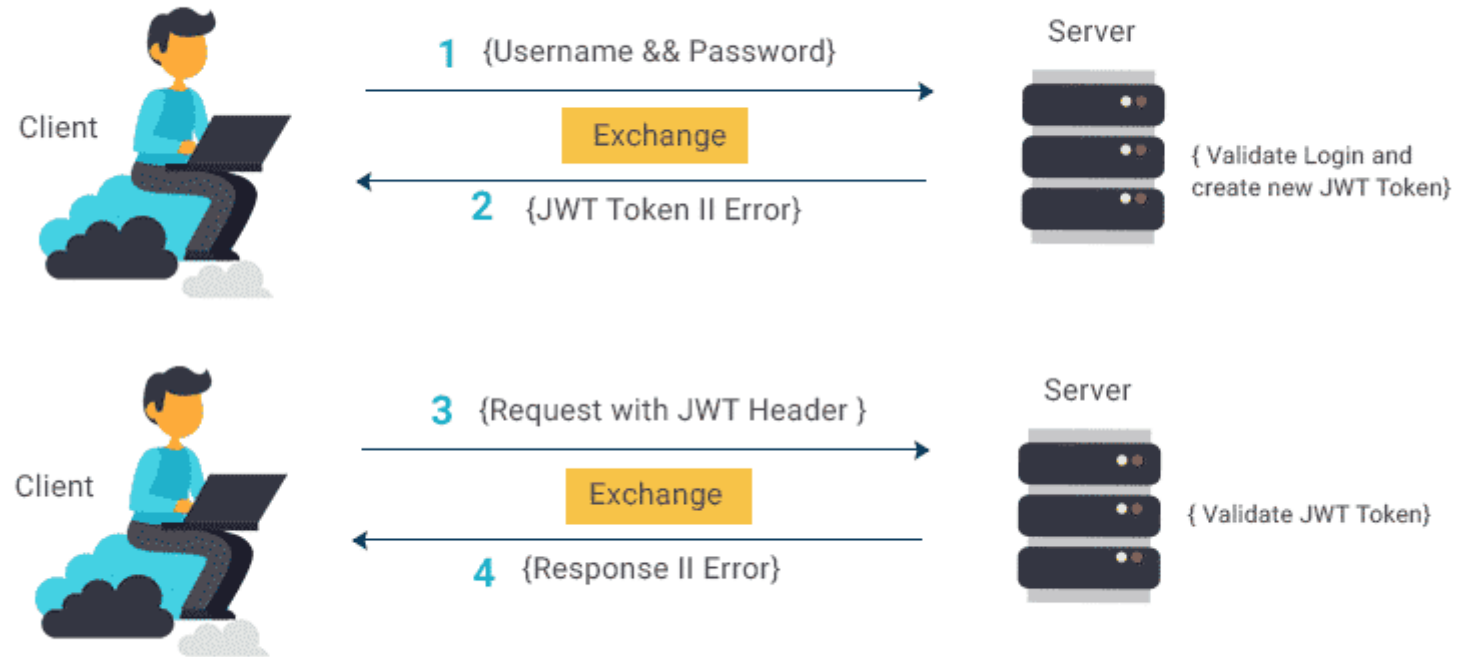 Server
1 {Username && Password}
Client
Exchange
{ Validate Login and
create new JWT Token}
2 {JWT Token II Error}
Server
3 {Request with JWT Header }
Client
Exchange
{ Validate JWT Token}
4 {Response II Error}